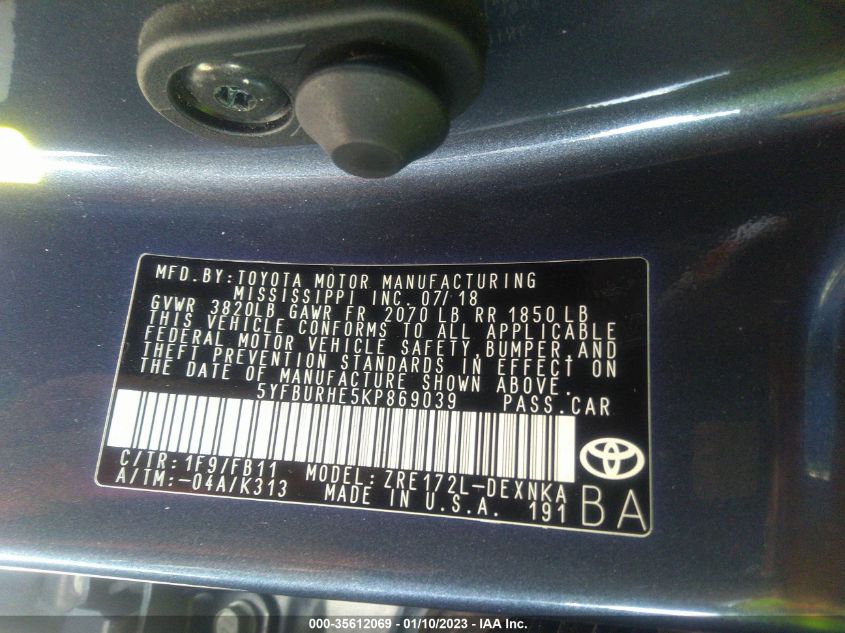 MFD.BY:TOYOTA MOTOR MANUFACTURING
MISSISSIPPI INC. 07/18
GVWR 3820LB GAWR FR 2070 LB RR 1850 LB
THIS VEHICLE CONFORMS TO ALL APPLICABLE
FEDERAL MOTOR VEHICLE SAFETY, BUMPER, AND
THEFT PREVENTION STANDARDS IN EFFECT ON
THE DATE OF MANUFACTURE SHOWN ABOVE.
5YFBURHE5KP869039 PASS.CAR
C/TR:1F9/FB11 MODEL:ZRE172L-DEXNKA
A/TM:-04A/K313 MADE IN U.S.A. 191 BA
000-35612069 — 01/10/2023 — IAA Inc.